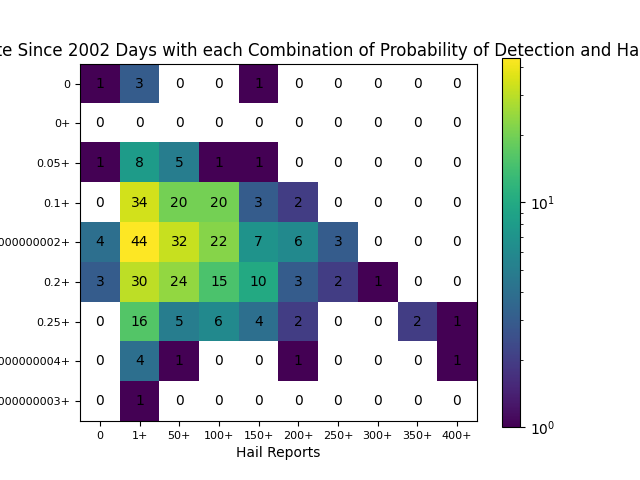 te Since 2002 Days with each Combination of Probability of Detection and Ha
0 1 3 0 0 1 0 0 0 0 0
0+ 0 0 0 0 0 0 0 0 0 0
0.05+ 1 8 5 1 1 0 0 0 0 0
0.1+ 0 34 20 20 3 2 0 0 0 0
000000002+ 4 44 32 22 7 6 3 0 0 0
0.2+ 3 30 24 15 10 3 2 1 0 0
0.25+ 0 16 5 6 4 2 0 0 2 1
000000004+ 0 4 1 0 0 1 0 0 0 1
000000003+ 0 1 0 0 0 0 0 0 0 0
0 1+ 50+ 100+ 150+ 200+ 250+ 300+ 350+ 400+
Hail Reports
10¹
10⁰